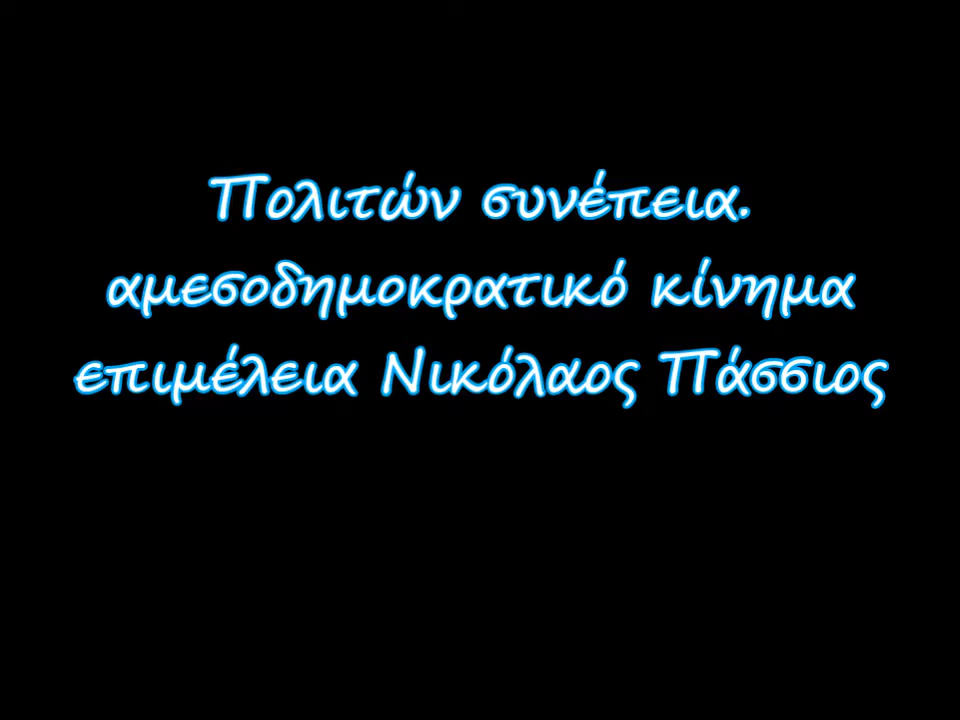 Πολιτών συνέπεια.
αμεσοδημοκρατικό κίνημα
επιμέλεια Νικόλαος Πάσσιος